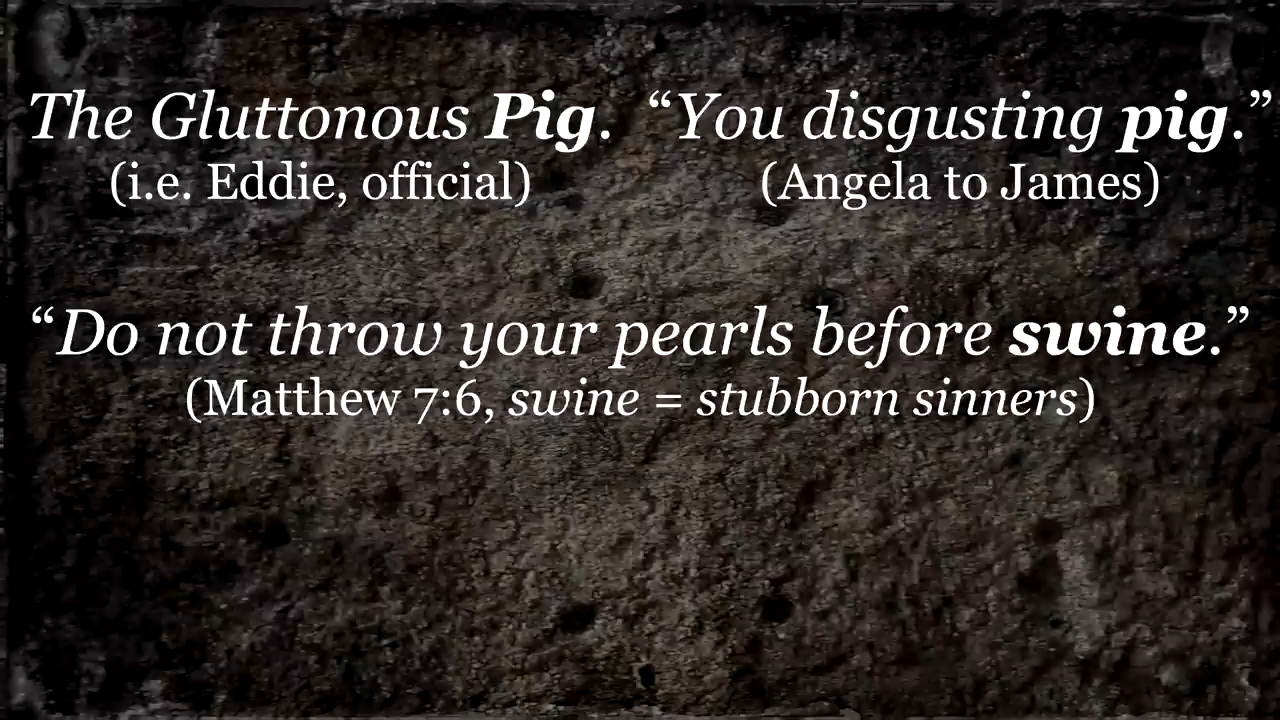 The Gluttonous Pig. “You disgusting pig.”
(i.e. Eddie, official) (Angela to James)
“Do not throw your pearls before swine.”
(Matthew 7:6, swine = stubborn sinners)